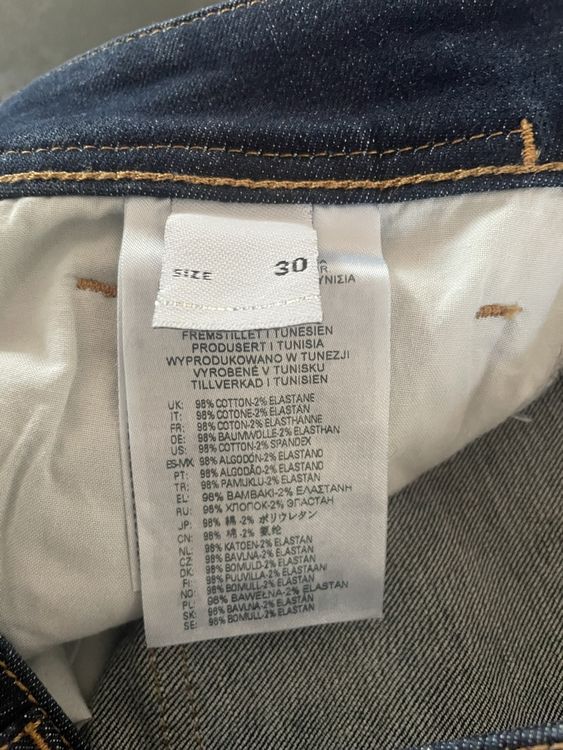 SIZE 30
ΥΝΙΣΙΑ
FREMSTILLET I TUNESIEN
PRODUSERT I TUNISIA
WYPRODUKOWANO W TUNEZJI
VYROBENÉ V TUNISKU
TILLVERKAD I TUNISIEN
UK: 98% COTTON-2% ELASTANE
IT: 98% COTONE-2% ELASTAN
FR: 98% COTON-2% ELASTHANNE
DE: 98% BAUMWOLLE-2% ELASTHAN
US: 98% COTTON-2% SPANDEX
ES-MX: 98% ALGODÓN-2% ELASTANO
PT: 98% ALGODÃO-2% ELASTANO
TR: 98% PAMUKLU-2% ELASTAN
EL: 98% ΒΑΜΒΑΚΙ-2% ΕΛΑΣΤΑΝΗ
RU: 98% ХЛОПОК-2% ЭЛАСТАН
JP: 98% 綿 -2% ポリウレタン
CN: 98% 棉 -2% 氨纶
NL: 98% KATOEN-2% ELASTAN
CZ: 98% BAVLNA-2% ELASTAN
DK: 98% BOMULD-2% ELASTAN
FI: 98% PUUVILLA-2% ELASTAANI
NO: 98% BOMULL-2% ELASTAN
PL: 98% BAWEŁNA-2% ELASTAN
SK: 98% BAVLNA-2% ELASTAN
SE: 98% BOMULL-2% ELASTAN